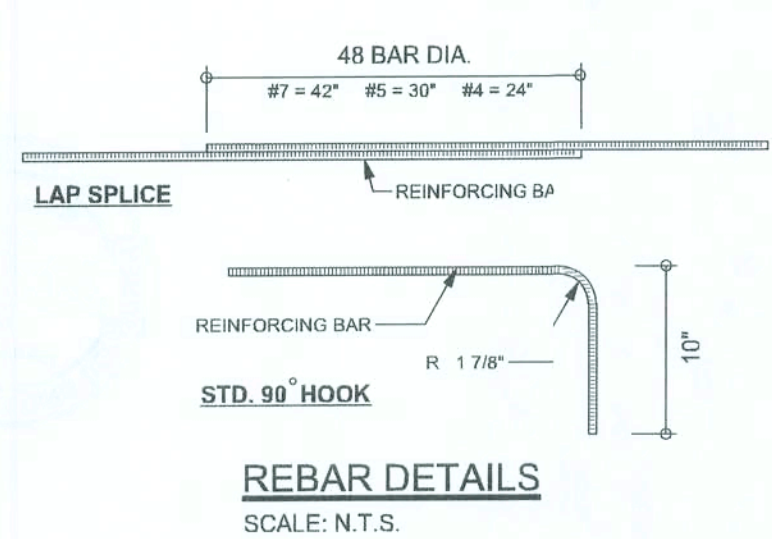 48 BAR DIA.
#7 = 42" #5 = 30" #4 = 24"
REINFORCING BA
LAP SPLICE
REINFORCING BAR
R 1 7/8"
10"
STD. 90° HOOK
REBAR DETAILS
SCALE: N.T.S.